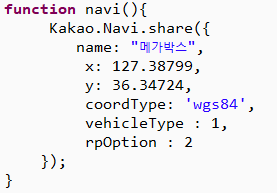 function navi(){
Kakao.Navi.share({
name: "메가박스",
x: 127.38799,
y: 36.34724,
coordType: 'wgs84',
vehicleType : 1,
rpOption : 2
});
}